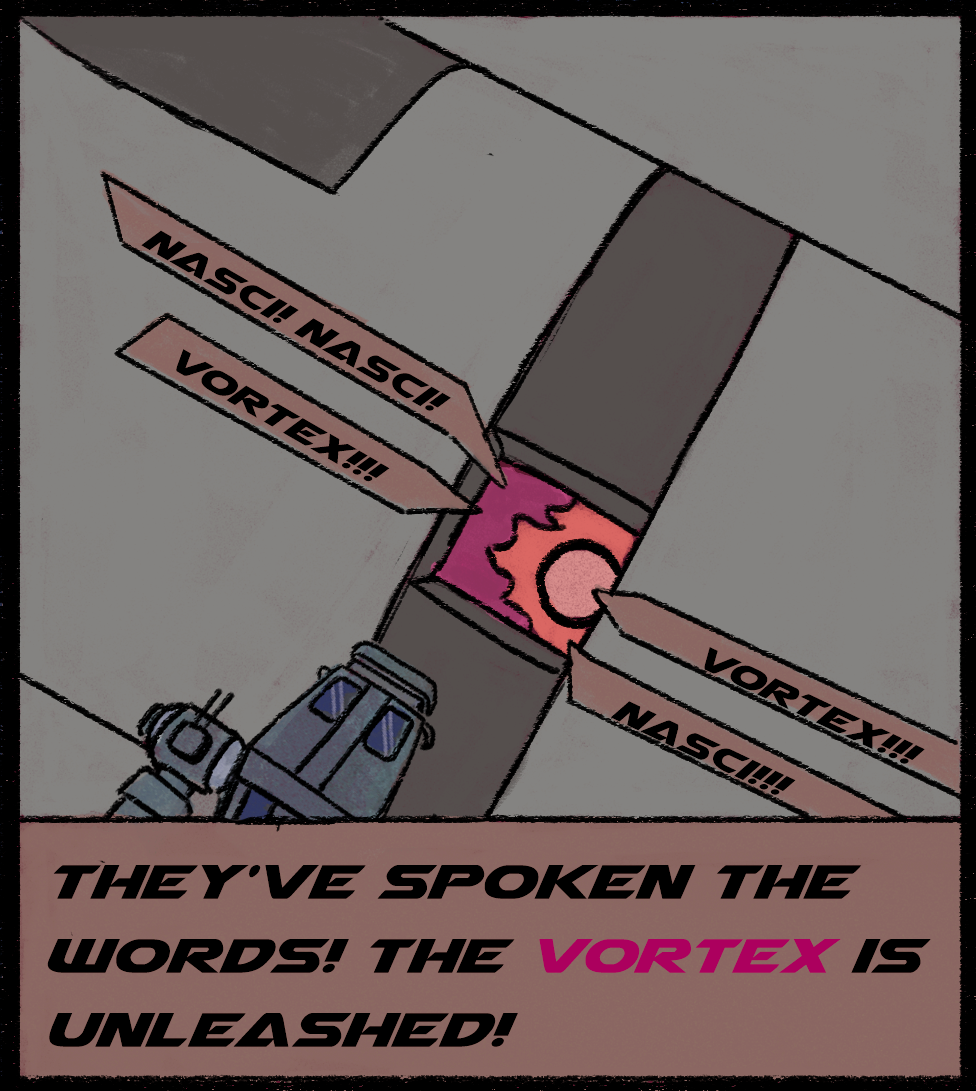 NASCI! NASCI!
VORTEX!!!
VORTEX!!!
NASCI!!!
THEY'VE SPOKEN THE
WORDS! THE VORTEX IS
UNLEASHED!